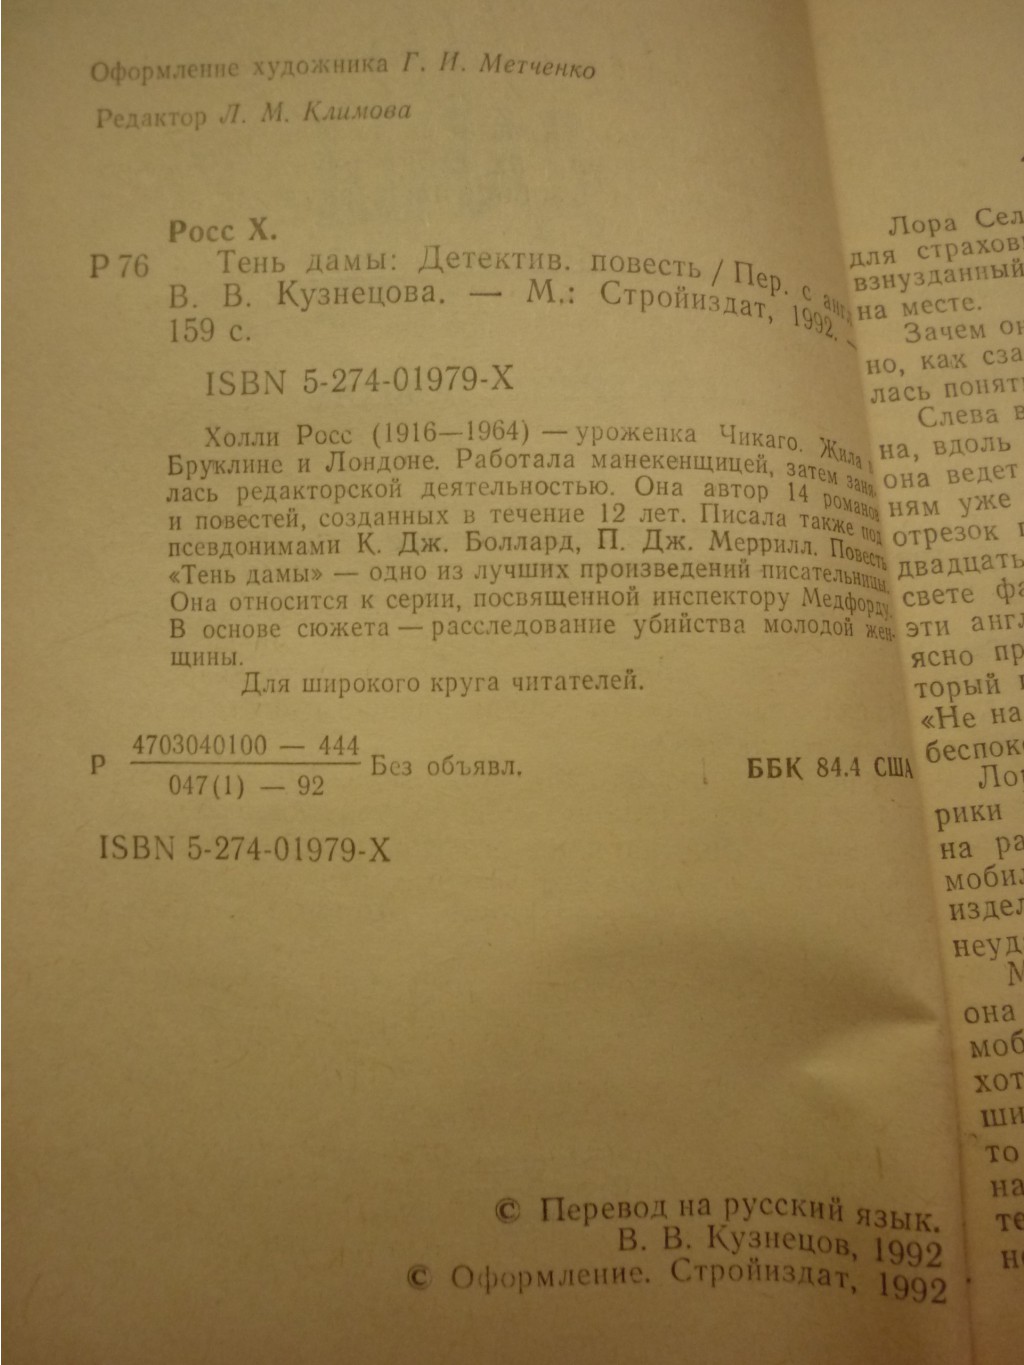 Оформление художника Г. И. Метченко
Редактор Л. М. Климова
Росс Х.
Р 76 Тень дамы: Детектив. повесть / Пер. с англ.
В. В. Кузнецова. — М.: Стройиздат, 1992. —
159 с.
ISBN 5-274-01979-X
Холли Росс (1916—1964) — уроженка Чикаго. Жила в
Бруклине и Лондоне. Работала манекенщицей, затем заня-
лась редакторской деятельностью. Она автор 14 романов
и повестей, созданных в течение 12 лет. Писала также под
псевдонимами К. Дж. Боллард, П. Дж. Меррилл. Повесть
«Тень дамы» — одно из лучших произведений писательницы.
Она относится к серии, посвященной инспектору Медфорду.
В основе сюжета — расследование убийства молодой жен-
щины.
Для широкого круга читателей.
Р 4703040100 — 444
047(1) — 92
Без объявл.
ББК 84.4 США
ISBN 5-274-01979-X
© Перевод на русский язык.
В. В. Кузнецов, 1992
© Оформление. Стройиздат, 1992
Лора Сел
для страхов
взнузданный
на месте.
Зачем он
но, как сза
лась понят
Слева в
на, вдоль
она ведет
ням уже
отрезок
двадцать
свете фа
эти англ
ясно пр
торый
«Не на
беспок
Ло
рики
на ра
моби
издел
неуд
она
моб
хот
ши
то
на
те